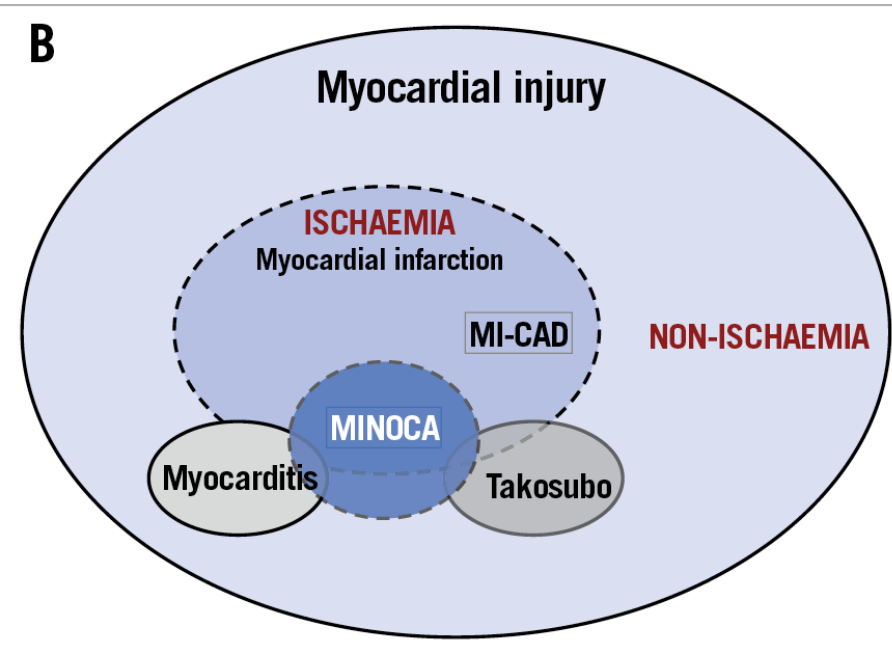 B
Myocardial injury
ISCHAEMIA
Myocardial infarction
MI-CAD
NON-ISCHAEMIA
MINOCA
Myocarditis
Takosubo